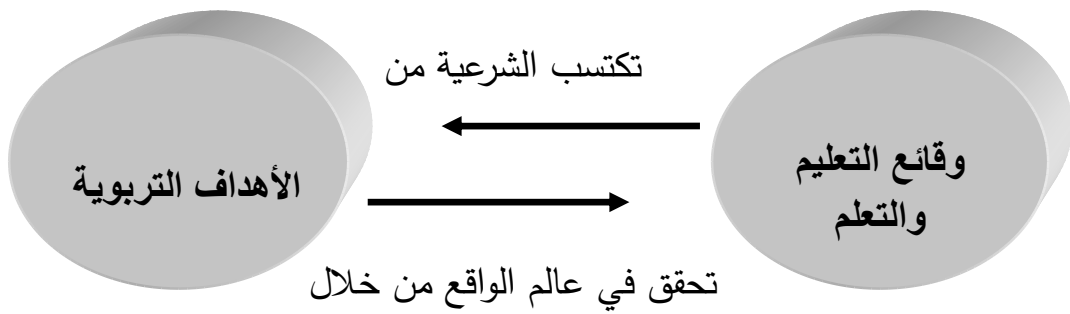 تكتسب الشرعية من
وقائع التعليم
والتعلم
الأهداف التربوية
تحقق في عالم الواقع من خلال